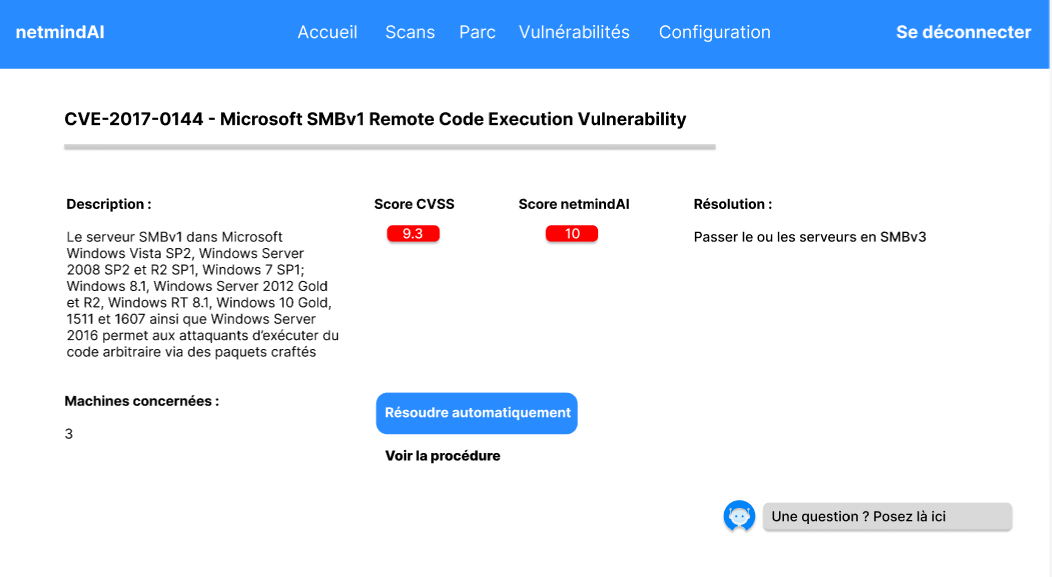 netmindAI
Accueil
Scans
Parc
Vulnérabilités
Configuration
Se déconnecter
CVE-2017-0144 - Microsoft SMBv1 Remote Code Execution Vulnerability
Description :
Le serveur SMBv1 dans Microsoft
Windows Vista SP2, Windows Server
2008 SP2 et R2 SP1, Windows 7 SP1;
Windows 8.1, Windows Server 2012 Gold
et R2, Windows RT 8.1, Windows 10 Gold,
1511 et 1607 ainsi que Windows Server
2016 permet aux attaquants d'exécuter du
code arbitraire via des paquets craftés
Score CVSS
9.3
Score netmindAI
10
Résolution :
Passer le ou les serveurs en SMBv3
Machines concernées :
3
Résoudre automatiquement
Voir la procédure
Une question ? Posez là ici